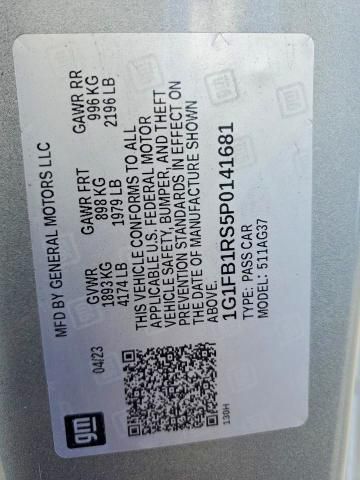 MFD BY GENERAL MOTORS LLC
04/23
GVWR GAWR FRT GAWR RR
1893 KG 898 KG 996 KG
4174 LB 1979 LB 2196 LB
THIS VEHICLE CONFORMS TO ALL
APPLICABLE U.S. FEDERAL MOTOR
VEHICLE SAFETY, BUMPER, AND THEFT
PREVENTION STANDARDS IN EFFECT ON
THE DATE OF MANUFACTURE SHOWN
ABOVE.
1G1FB1RS5P0141681
TYPE: PASS CAR
MODEL: 511AG37
130H
gm